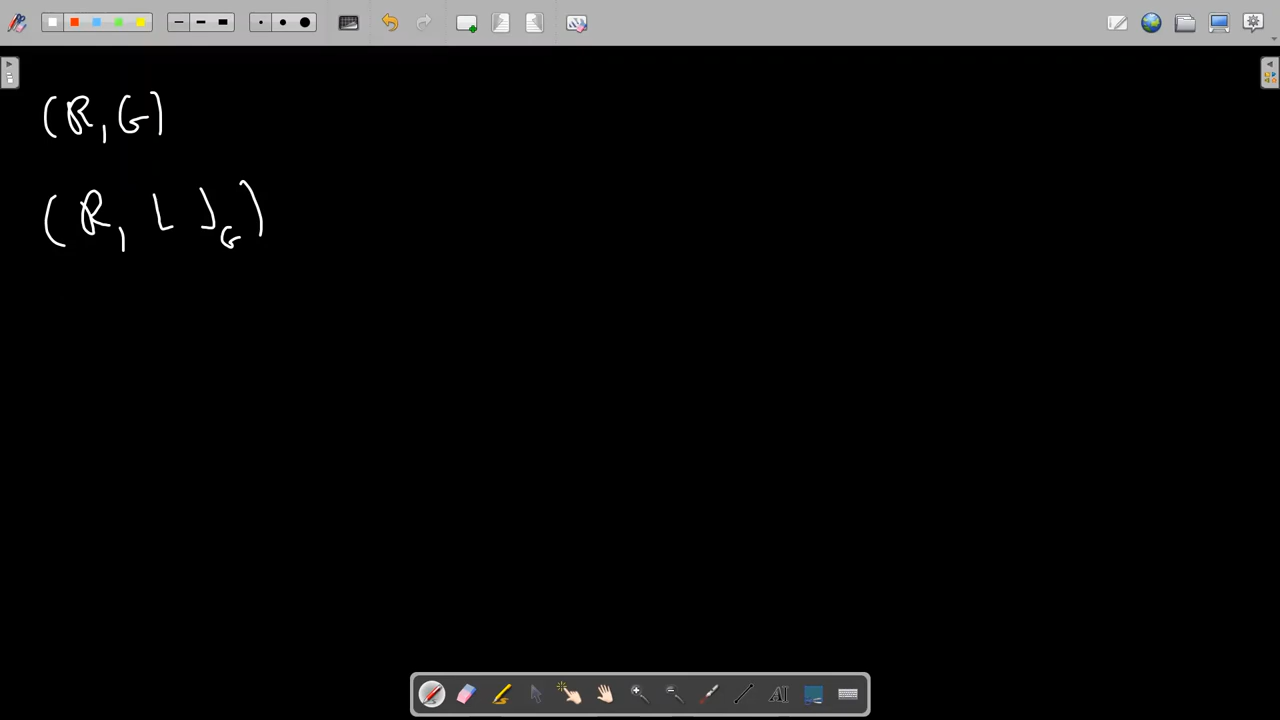 (R, G)
(R, ⌊ ⌋_G)